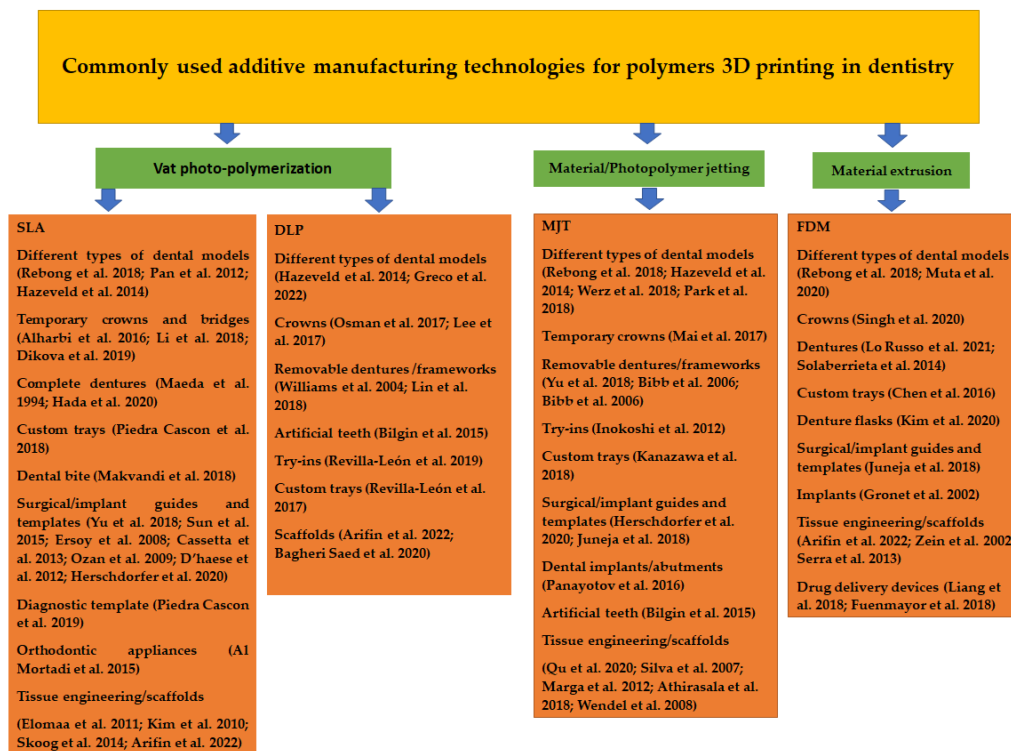 Commonly used additive manufacturing technologies for polymers 3D printing in dentistry
Vat photo-polymerization
Material/Photopolymer jetting
Material extrusion
SLA
Different types of dental models
(Rebong et al. 2018; Pan et al. 2012;
Hazeveld et al. 2014)
Temporary crowns and bridges
(Alharbi et al. 2016; Li et al. 2018;
Dikova et al. 2019)
Complete dentures (Maeda et al.
1994; Hada et al. 2020)
Custom trays (Piedra Cascon et al.
2018)
Dental bite (Makvandi et al. 2018)
Surgical/implant guides and
templates (Yu et al. 2018; Sun et al.
2015; Ersoy et al. 2008; Cassetta et
al. 2013; Ozan et al. 2009; D'haese et
al. 2012; Herschdorfer et al. 2020)
Diagnostic template (Piedra Cascon
et al. 2019)
Orthodontic appliances (Al
Mortadi et al. 2015)
Tissue engineering/scaffolds
(Elomaa et al. 2011; Kim et al. 2010;
Skoog et al. 2014; Arifin et al. 2022)
DLP
Different types of dental models
(Hazeveld et al. 2014; Greco et al.
2022)
Crowns (Osman et al. 2017; Lee et
al. 2017)
Removable dentures /frameworks
(Williams et al. 2004; Lin et al.
2018)
Artificial teeth (Bilgin et al. 2015)
Try-ins (Revilla-León et al. 2019)
Custom trays (Revilla-León et al.
2017)
Scaffolds (Arifin et al. 2022;
Bagheri Saed et al. 2020)
MJT
Different types of dental models
(Rebong et al. 2018; Hazeveld et al.
2014; Werz et al. 2018; Park et al.
2018)
Temporary crowns (Mai et al. 2017)
Removable dentures/frameworks
(Yu et al. 2018; Bibb et al. 2006;
Bibb et al. 2006)
Try-ins (Inokoshi et al. 2012)
Custom trays (Kanazawa et al.
2018)
Surgical/implant guides and
templates (Herschdorfer et al.
2020; Juneja et al. 2018)
Dental implants/abutments
(Panayotov et al. 2016)
Artificial teeth (Bilgin et al. 2015)
Tissue engineering/scaffolds
(Qu et al. 2020; Silva et al. 2007;
Marga et al. 2012; Athirasala et al.
2018; Wendel et al. 2008)
FDM
Different types of dental models
(Rebong et al. 2018; Muta et al.
2020)
Crowns (Singh et al. 2020)
Dentures (Lo Russo et al. 2021;
Solaberrieta et al. 2014)
Custom trays (Chen et al. 2016)
Denture flasks (Kim et al. 2020)
Surgical/implant guides and
templates (Juneja et al. 2018)
Implants (Gronet et al. 2002)
Tissue engineering/scaffolds
(Arifin et al. 2022; Zein et al. 2002
Serra et al. 2013)
Drug delivery devices (Liang et
al. 2018; Fuenmayor et al. 2018)